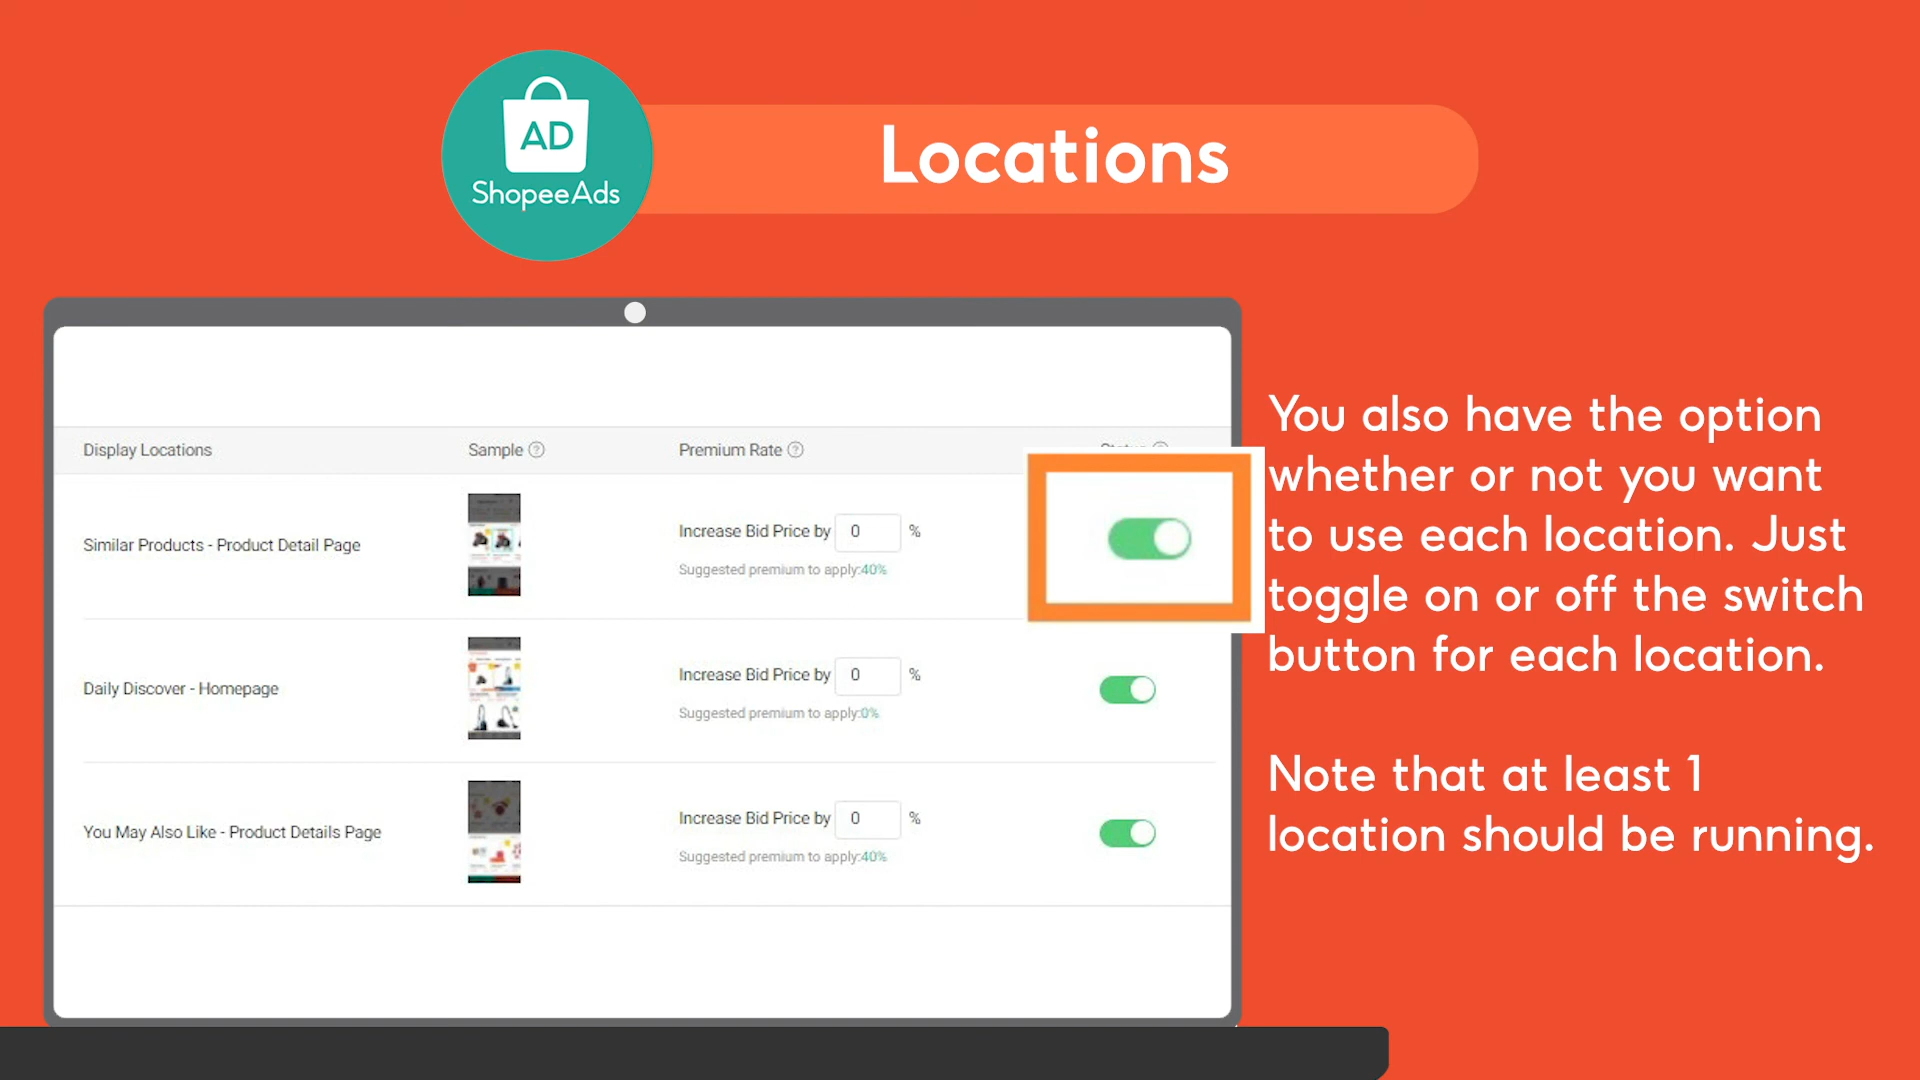 AD
ShopeeAds
Locations
Display Locations
Sample
Premium Rate
Similar Products - Product Detail Page
Increase Bid Price by 0 %
Suggested premium to apply:40%
Daily Discover - Homepage
Increase Bid Price by 0 %
Suggested premium to apply:0%
You May Also Like - Product Details Page
Increase Bid Price by 0 %
Suggested premium to apply:40%
You also have the option
whether or not you want
to use each location. Just
toggle on or off the switch
button for each location.
Note that at least 1
location should be running.